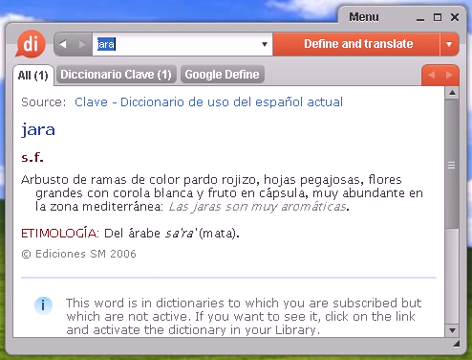 Menu
di
jara
Define and translate
All (1)
Diccionario Clave (1)
Google Define
Source: Clave - Diccionario de uso del español actual
jara
s.f.
Arbusto de ramas de color pardo rojizo, hojas pegajosas, flores
grandes con corola blanca y fruto en cápsula, muy abundante en
la zona mediterránea: Las jaras son muy aromáticas.
ETIMOLOGÍA: Del árabe sa'ra' (mata).
© Ediciones SM 2006
i
This word is in dictionaries to which you are subscribed but
which are not active. If you want to see it, click on the link
and activate the dictionary in your Library.